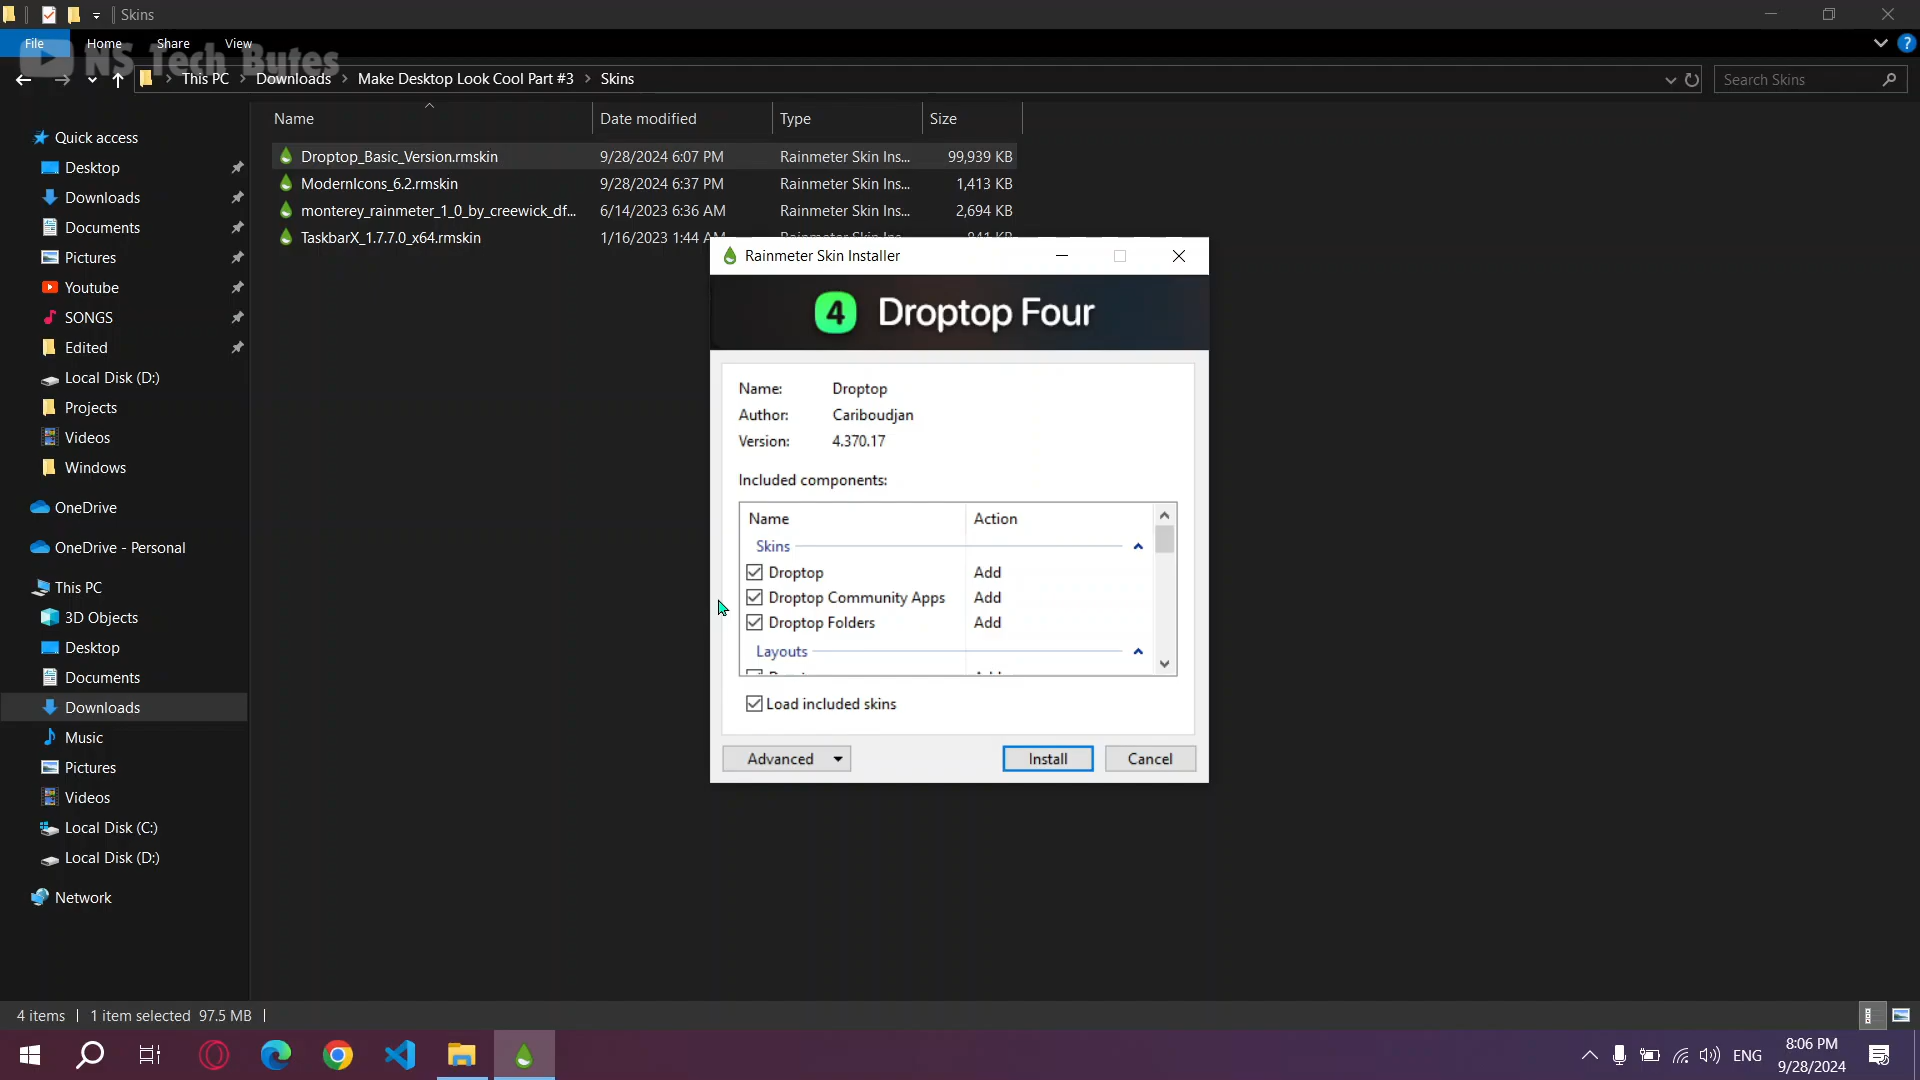 Skins
File
Home
Share
View
NS Tech Butes
This PC
Downloads
Make Desktop Look Cool Part #3
Skins
Search Skins
Name
Date modified
Type
Size
Droptop_Basic_Version.rmskin
9/28/2024 6:07 PM
Rainmeter Skin Ins...
99,939 KB
ModernIcons_6.2.rmskin
9/28/2024 6:37 PM
Rainmeter Skin Ins...
1,413 KB
monterey_rainmeter_1_0_by_creewick_df...
6/14/2023 6:36 AM
Rainmeter Skin Ins...
2,694 KB
TaskbarX_1.7.7.0_x64.rmskin
1/16/2023 1:44 AM
Rainmeter Skin Ins...
841 KB
Quick access
Desktop
Downloads
Documents
Pictures
Youtube
SONGS
Edited
Local Disk (D:)
Projects
Videos
Windows
OneDrive
OneDrive - Personal
This PC
3D Objects
Desktop
Documents
Downloads
Music
Pictures
Videos
Local Disk (C:)
Local Disk (D:)
Network
Rainmeter Skin Installer
4 Droptop Four
Name: Droptop
Author: Cariboudjan
Version: 4.370.17
Included components:
Name Action
Skins
Droptop Add
Droptop Community Apps Add
Droptop Folders Add
Layouts
Load included skins
Advanced
Install
Cancel
4 items
1 item selected 97.5 MB
ENG
8:06 PM
9/28/2024